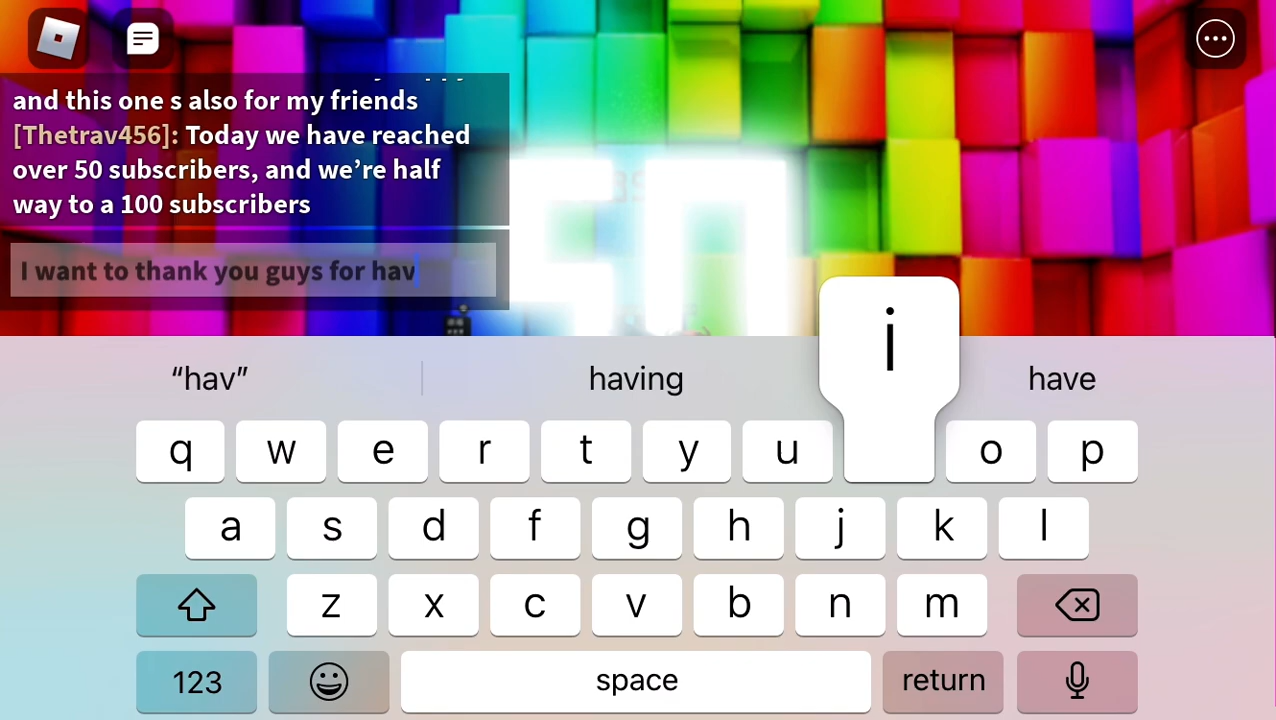 and this one s also for my friends
[Thetrav456]: Today we have reached
over 50 subscribers, and we’re half
way to a 100 subscribers
I want to thank you guys for hav
50
“hav” having have
i
q w e r t y u o p
a s d f g h j k l
z x c v b n m
123 space return